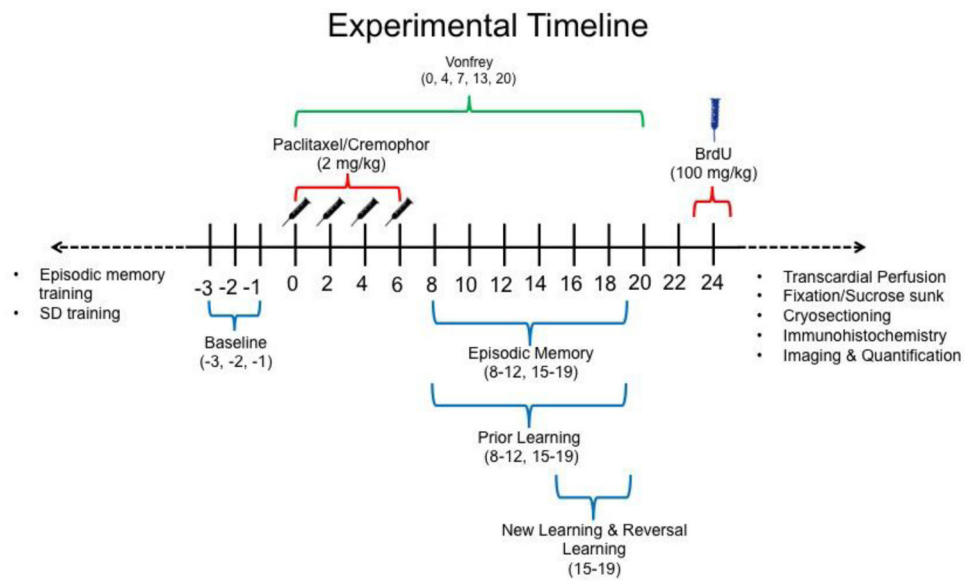 Experimental Timeline
Vonfrey
(0, 4, 7, 13, 20)
Paclitaxel/Cremophor
(2 mg/kg)
BrdU
(100 mg/kg)
• Episodic memory
training
• SD training
-3 -2 -1 0 2 4 6 8 10 12 14 16 18 20 22 24
• Transcardial Perfusion
• Fixation/Sucrose sunk
• Cryosectioning
• Immunohistochemistry
• Imaging & Quantification
Baseline
(-3, -2, -1)
Episodic Memory
(8-12, 15-19)
Prior Learning
(8-12, 15-19)
New Learning & Reversal
Learning
(15-19)